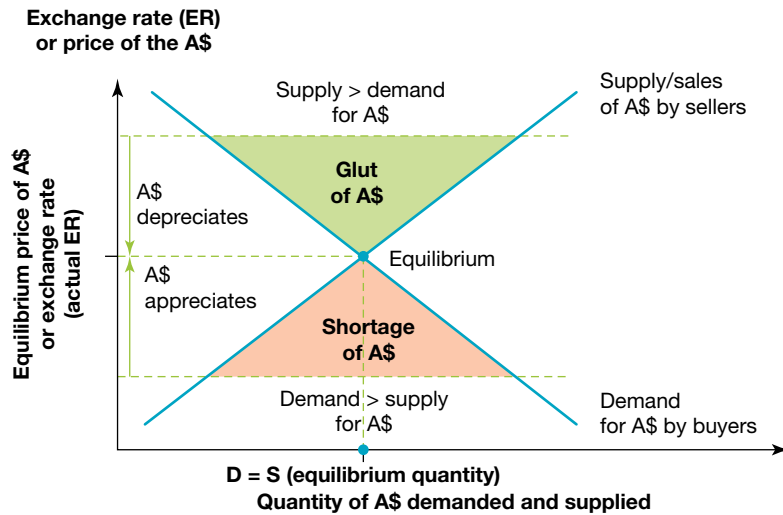 Exchange rate (ER)
or price of the A$
Supply > demand
for A$
Supply/sales
of A$ by sellers
Glut
of A$
A$
depreciates
Equilibrium price of A$
or exchange rate
(actual ER)
Equilibrium
A$
appreciates
Shortage
of A$
Demand > supply
for A$
Demand
for A$ by buyers
D = S (equilibrium quantity)
Quantity of A$ demanded and supplied